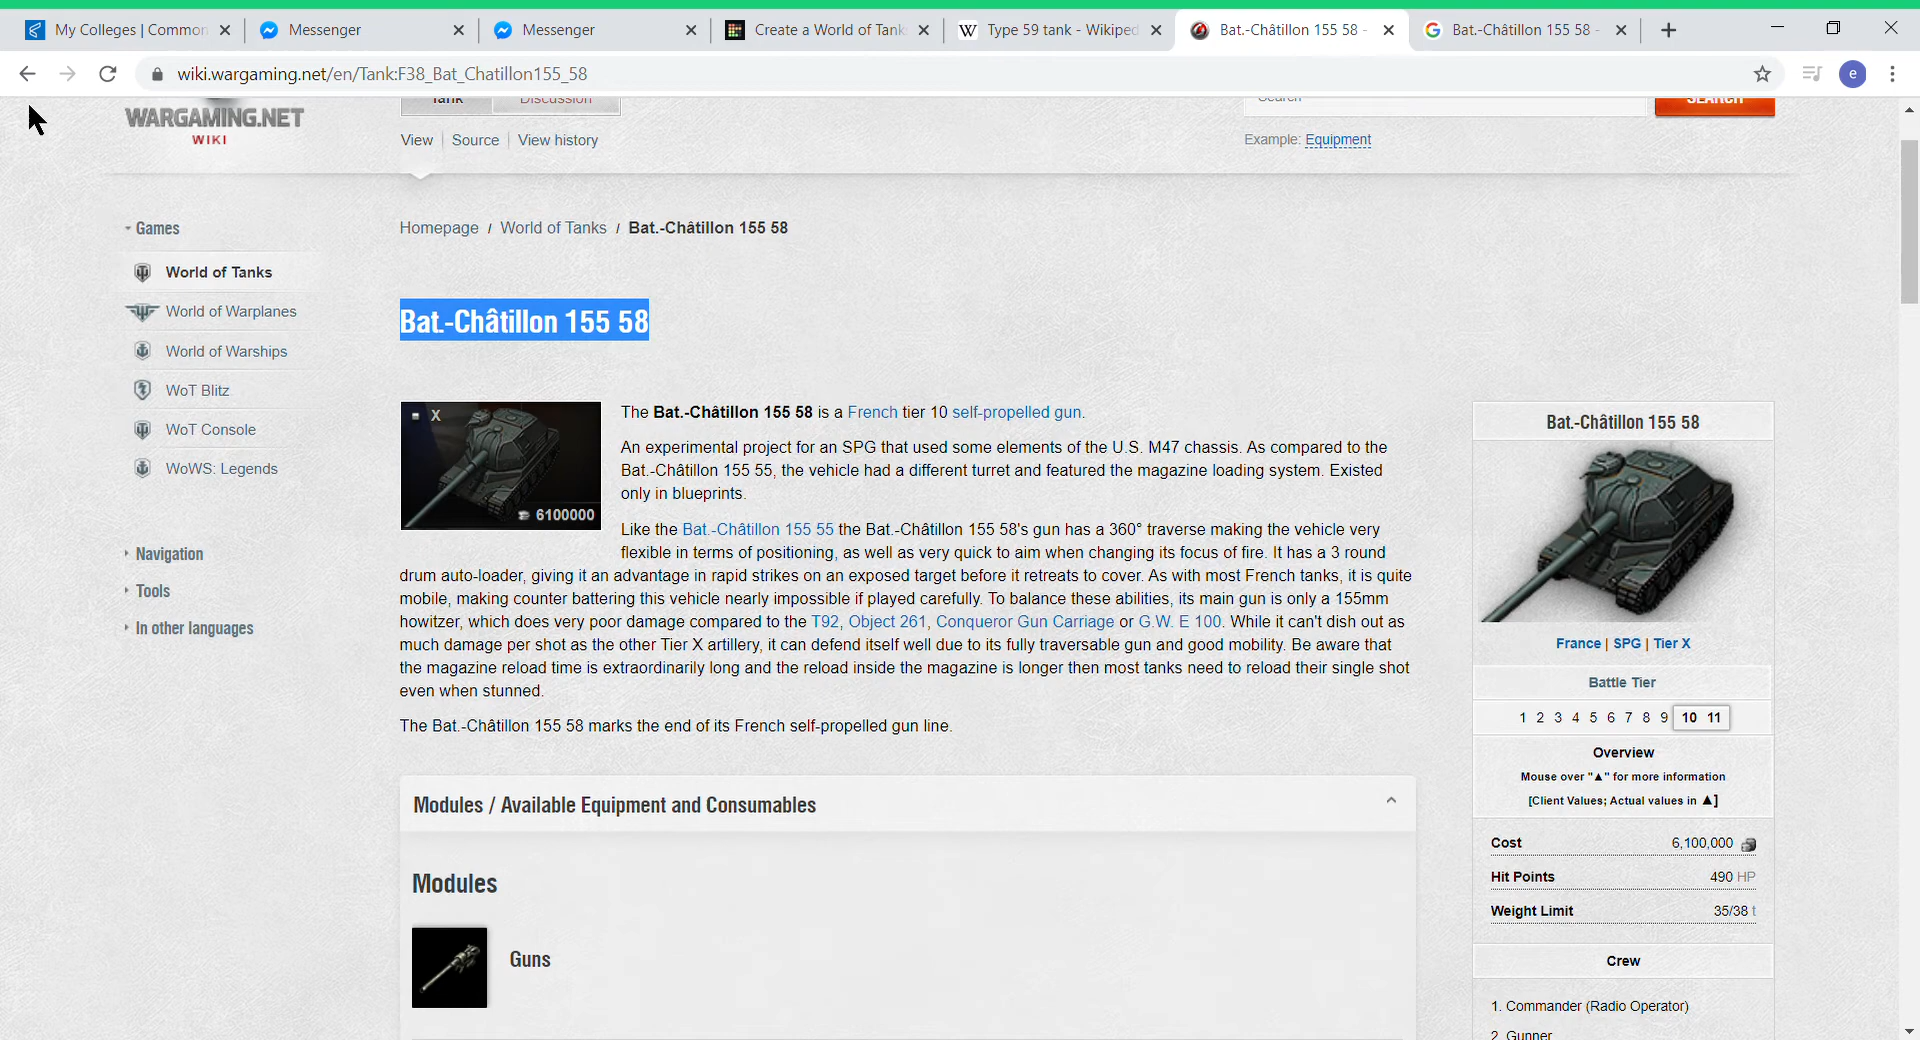 My Colleges | Common
Messenger
Messenger
Create a World of Tank
W Type 59 tank - Wikiped
Bat.-Châtillon 155 58 -
Bat.-Châtillon 155 58 -
wiki.wargaming.net/en/Tank:F38_Bat_Chatillon155_58
e
WARGAMING.NET
WIKI
Tank
Discussion
Search
SEARCH
View
Source
View history
Example: Equipment
Games
World of Tanks
World of Warplanes
World of Warships
WoT Blitz
WoT Console
WoWS: Legends
Navigation
Tools
In other languages
Homepage / World of Tanks / Bat.-Châtillon 155 58
Bat.-Châtillon 155 58
X
6100000
The Bat.-Châtillon 155 58 is a French tier 10 self-propelled gun.
An experimental project for an SPG that used some elements of the U.S. M47 chassis. As compared to the
Bat.-Châtillon 155 55, the vehicle had a different turret and featured the magazine loading system. Existed
only in blueprints.
Like the Bat.-Châtillon 155 55 the Bat.-Châtillon 155 58's gun has a 360° traverse making the vehicle very
flexible in terms of positioning, as well as very quick to aim when changing its focus of fire. It has a 3 round
drum auto-loader, giving it an advantage in rapid strikes on an exposed target before it retreats to cover. As with most French tanks, it is quite
mobile, making counter battering this vehicle nearly impossible if played carefully. To balance these abilities, its main gun is only a 155mm
howitzer, which does very poor damage compared to the T92, Object 261, Conqueror Gun Carriage or G.W. E 100. While it can't dish out as
much damage per shot as the other Tier X artillery, it can defend itself well due to its fully traversable gun and good mobility. Be aware that
the magazine reload time is extraordinarily long and the reload inside the magazine is longer then most tanks need to reload their single shot
even when stunned.
The Bat.-Châtillon 155 58 marks the end of its French self-propelled gun line.
Modules / Available Equipment and Consumables
Modules
Guns
Bat.-Châtillon 155 58
France | SPG | Tier X
Battle Tier
1 2 3 4 5 6 7 8 9 10 11
Overview
Mouse over "▲" for more information
[Client Values; Actual values in ▲]
Cost 6,100,000
Hit Points 490 HP
Weight Limit 35/38 t
Crew
1. Commander (Radio Operator)
2. Gunner